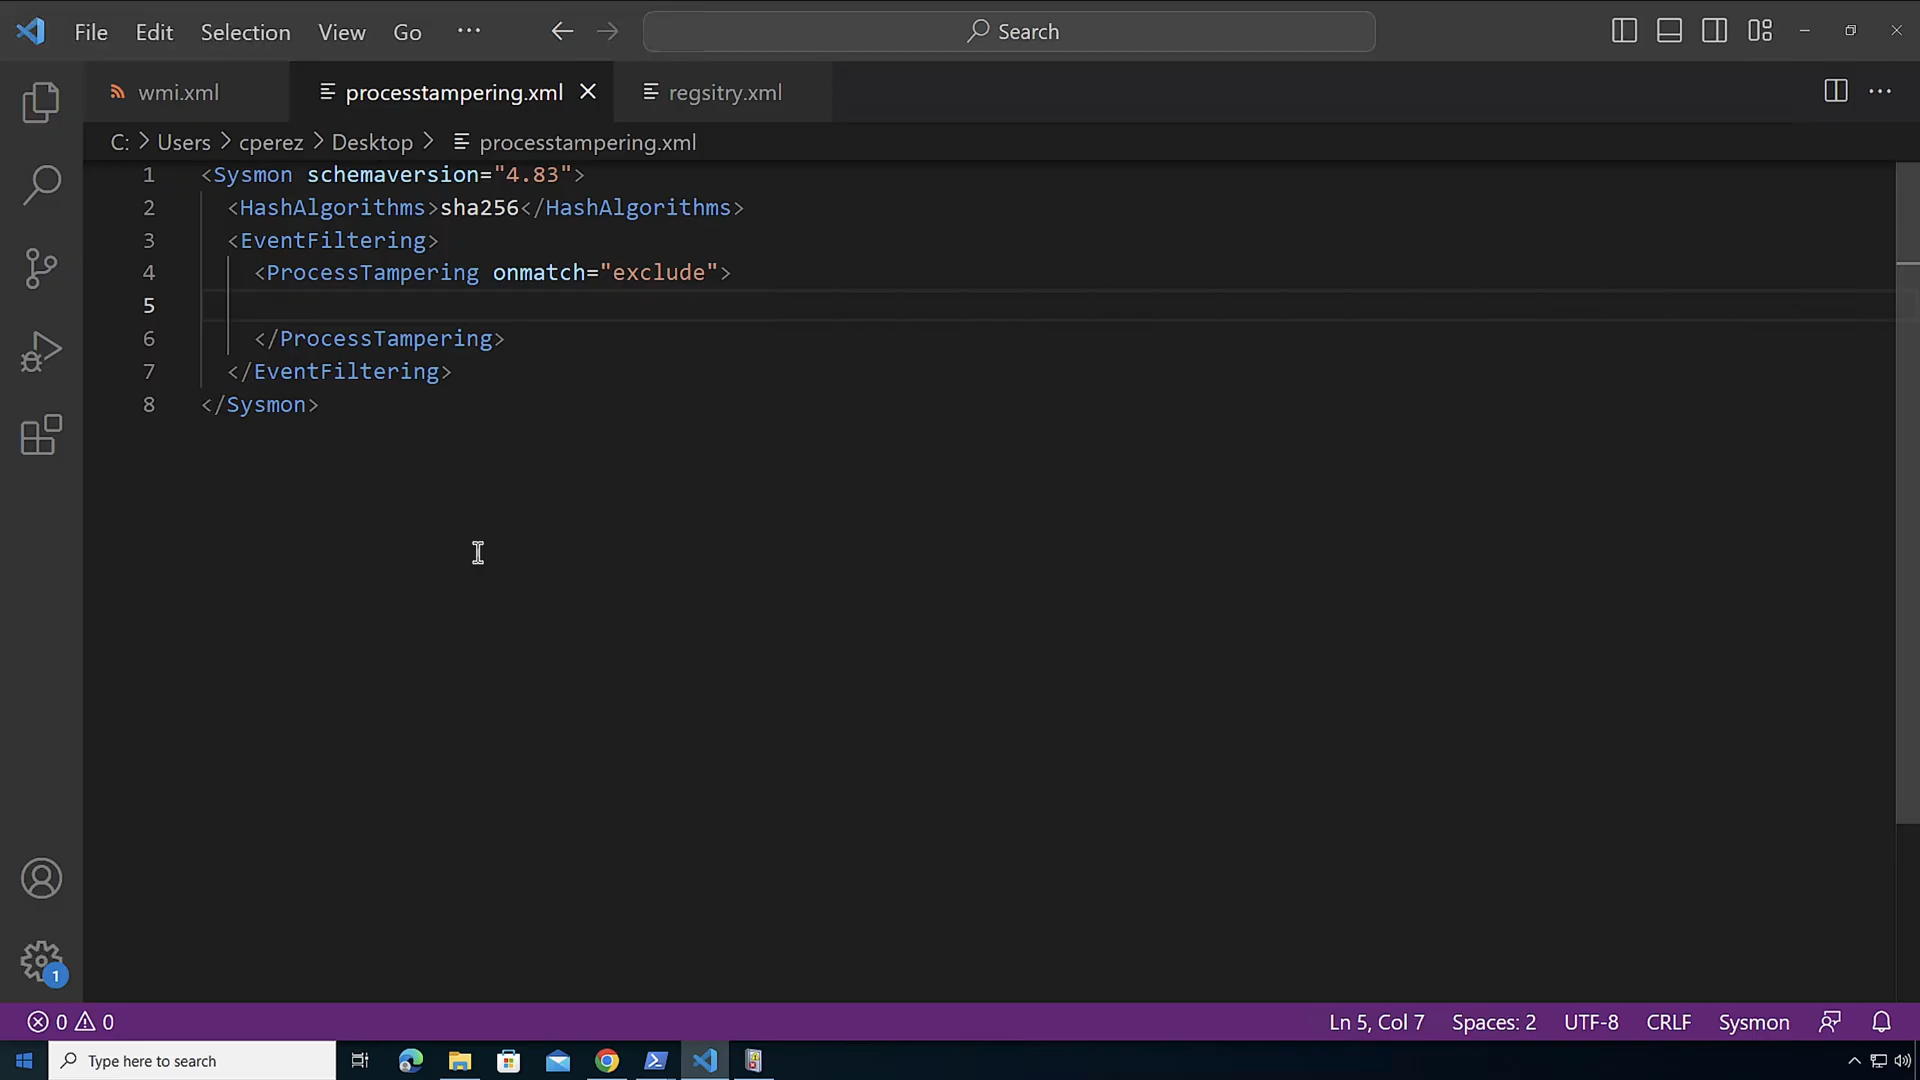 File Edit Selection View Go ··· Search
wmi.xml processtampering.xml regsitry.xml
C: > Users > cperez > Desktop > processtampering.xml
1 <Sysmon schemaversion="4.83">
2 <HashAlgorithms>sha256</HashAlgorithms>
3 <EventFiltering>
4 <ProcessTampering onmatch="exclude">
5
6 </ProcessTampering>
7 </EventFiltering>
8 </Sysmon>
1
0 0 Ln 5, Col 7 Spaces: 2 UTF-8 CRLF Sysmon
Type here to search